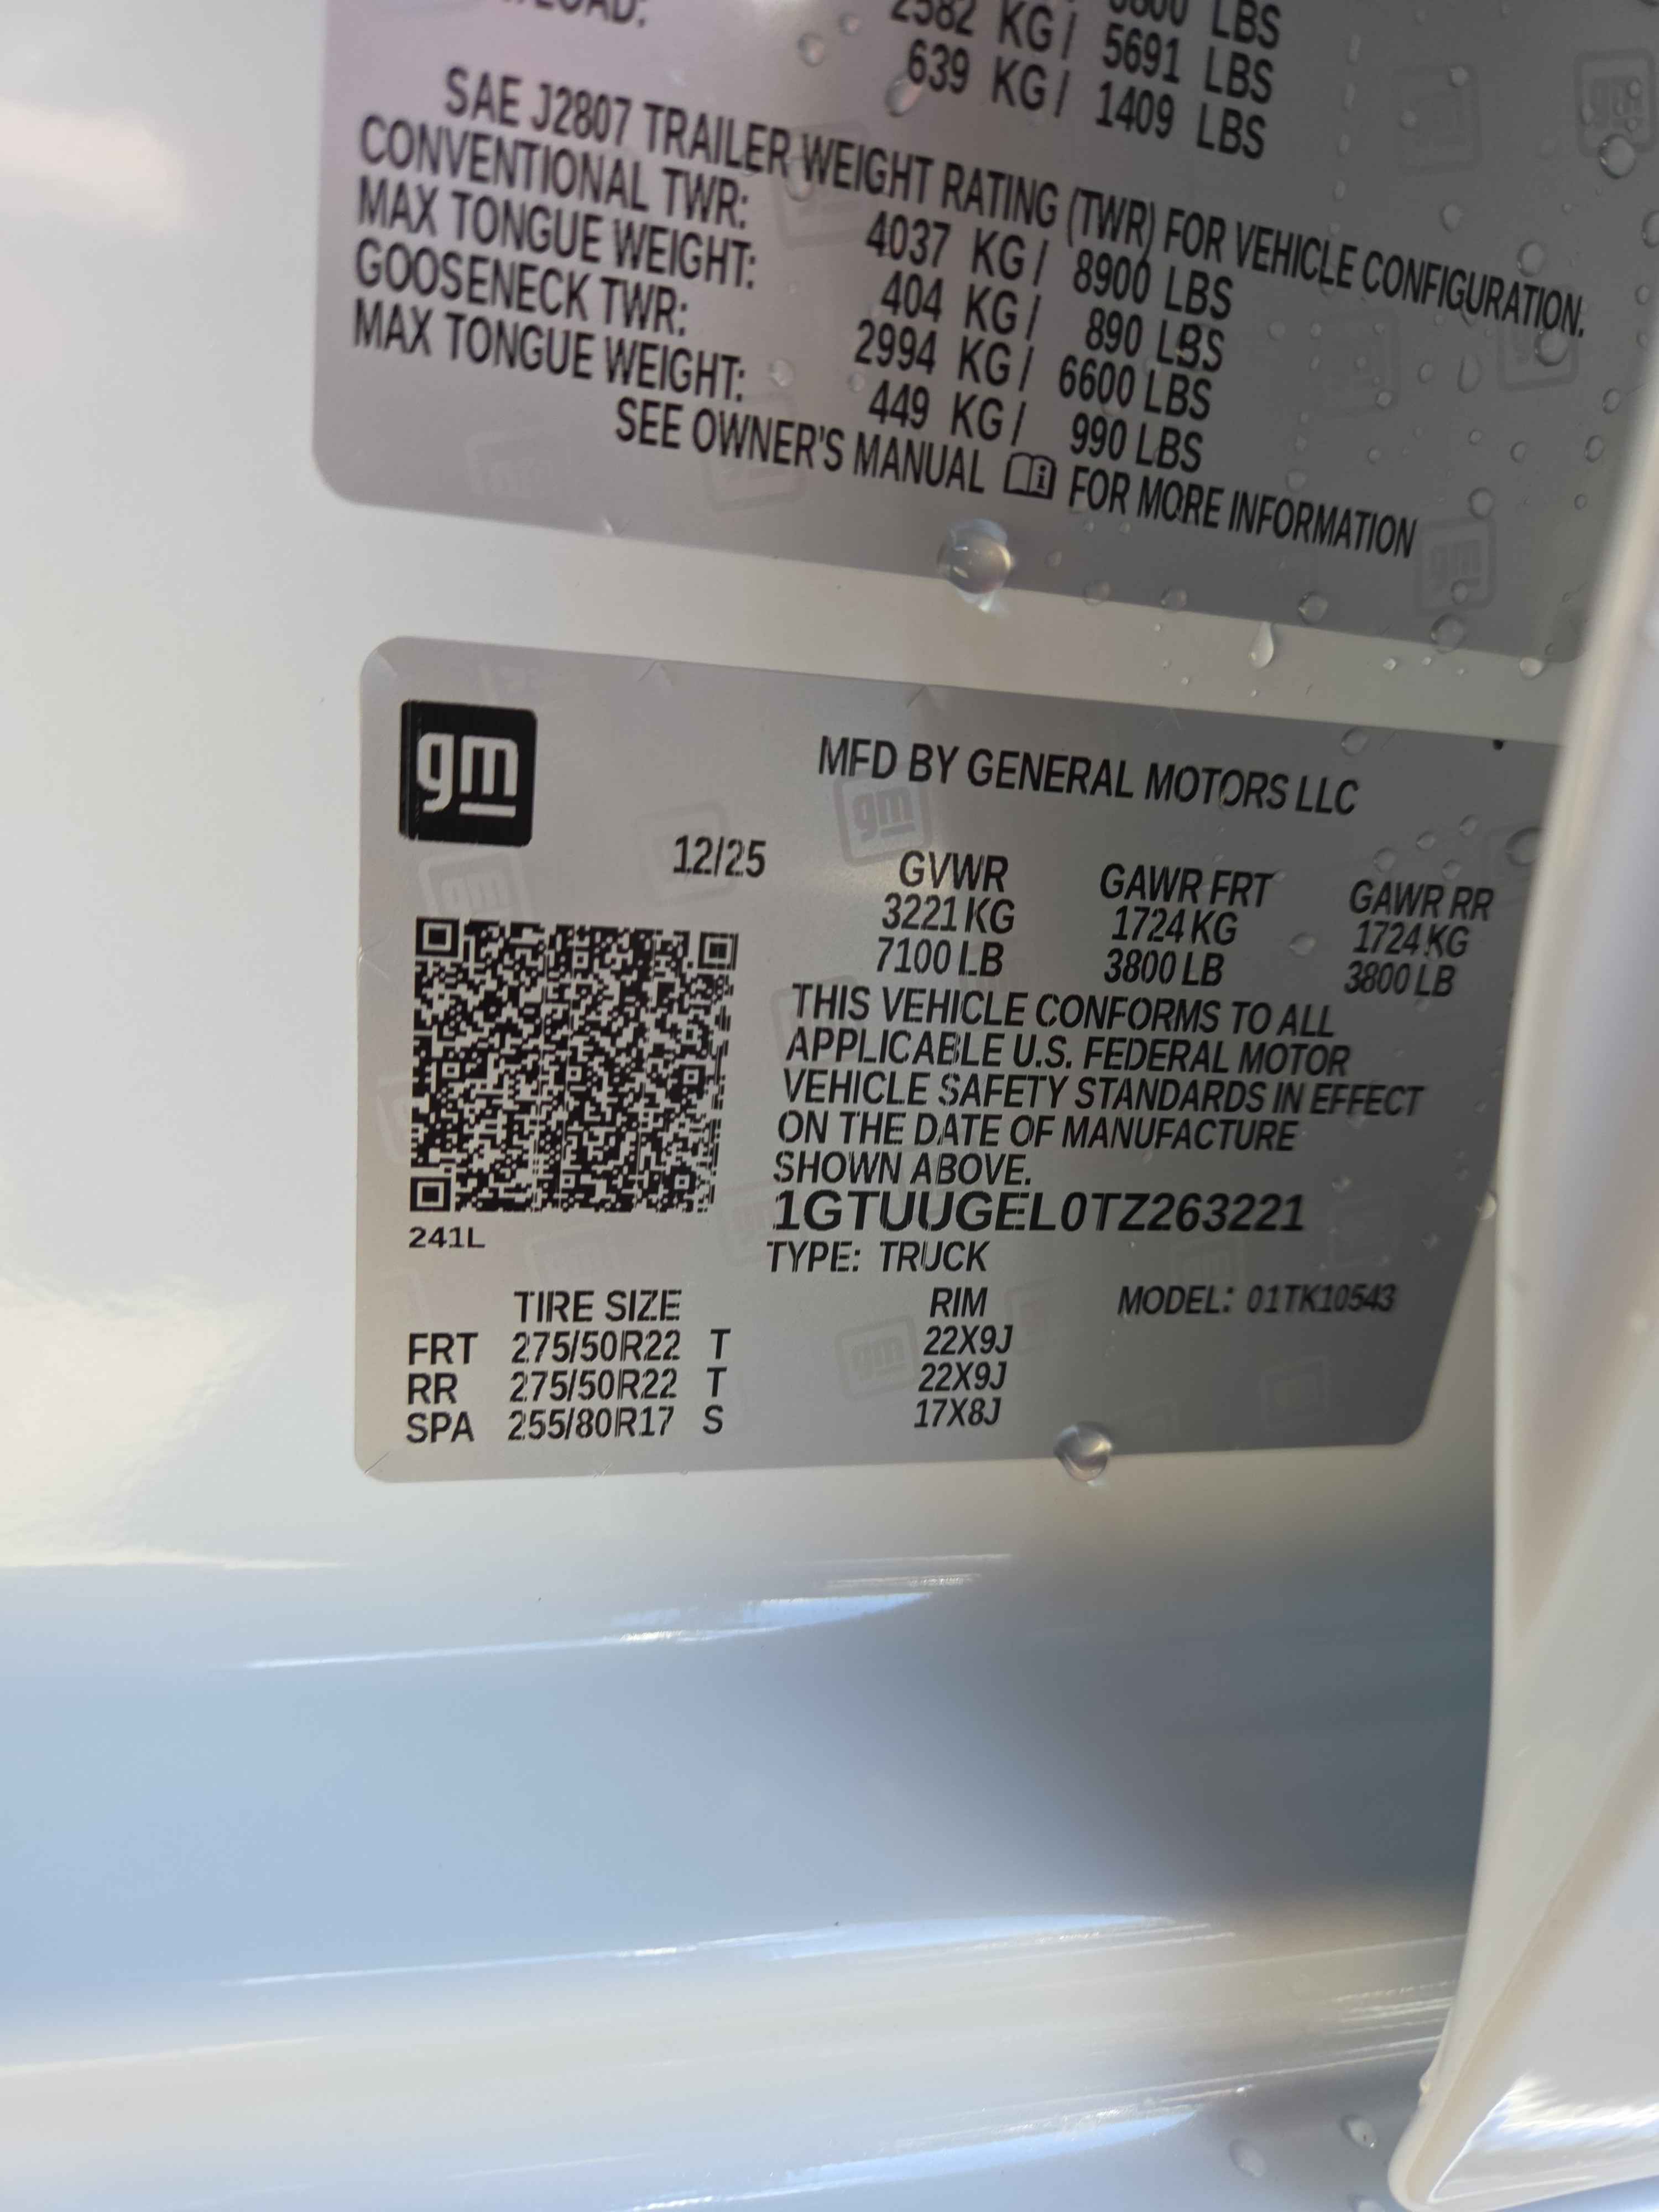 2582 KG / 5691 LBS
639 KG / 1409 LBS
SAE J2807 TRAILER WEIGHT RATING (TWR) FOR VEHICLE CONFIGURATION.
CONVENTIONAL TWR: 4037 KG / 8900 LBS
MAX TONGUE WEIGHT: 404 KG / 890 LBS
GOOSENECK TWR: 2994 KG / 6600 LBS
MAX TONGUE WEIGHT: 449 KG / 990 LBS
SEE OWNER'S MANUAL FOR MORE INFORMATION
gm
MFD BY GENERAL MOTORS LLC
12/25
GVWR GAWR FRT GAWR RR
3221 KG 1724 KG 1724 KG
7100 LB 3800 LB 3800 LB
THIS VEHICLE CONFORMS TO ALL
APPLICABLE U.S. FEDERAL MOTOR
VEHICLE SAFETY STANDARDS IN EFFECT
ON THE DATE OF MANUFACTURE
SHOWN ABOVE.
1GTUUGEL0TZ263221
241L
TYPE: TRUCK
TIRE SIZE RIM MODEL: 01TK10543
FRT 275/50R22 T 22X9J
RR 275/50R22 T 22X9J
SPA 255/80R17 S 17X8J